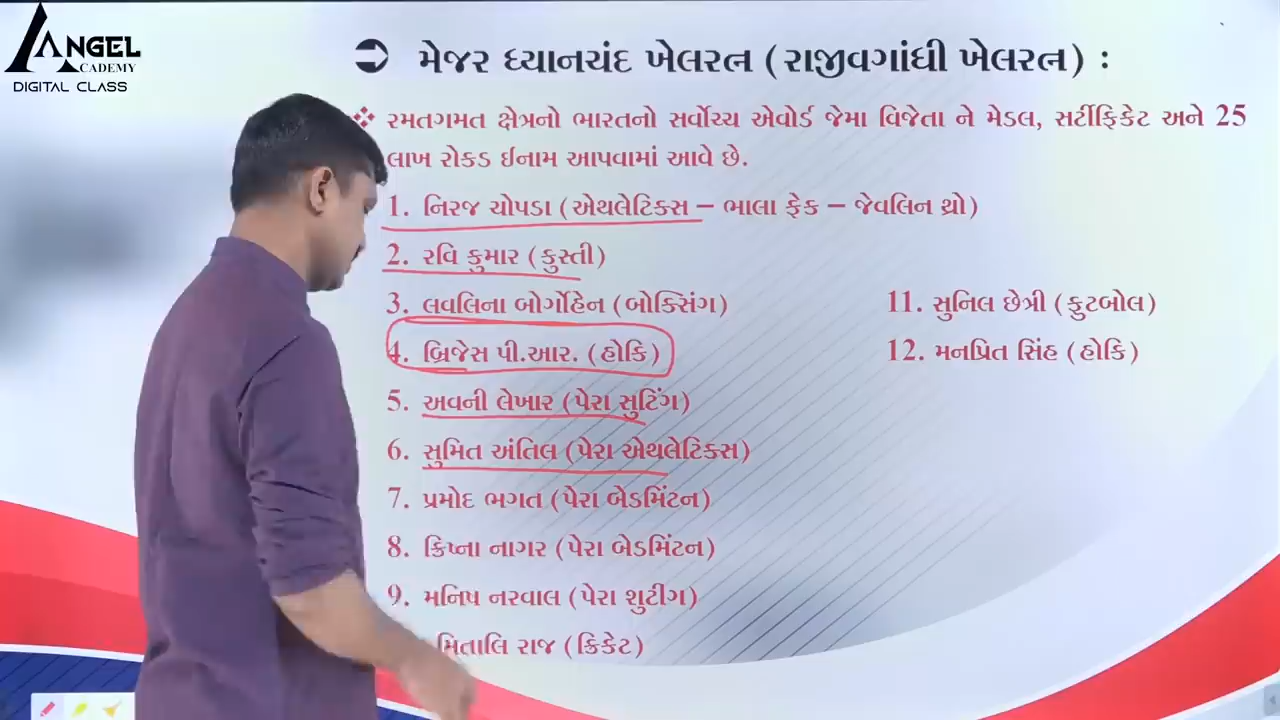 ANGEL
ACADEMY
DIGITAL CLASS
➲ મેજર ધ્યાનચંદ ખેલરત્ન (રાજીવગાંધી ખેલરત્ન) :
❖ રમતગમત ક્ષેત્રનો ભારતનો સર્વોચ્ચ એવોર્ડ જેમા વિજેતા ને મેડલ, સર્ટીફિકેટ અને 25
લાખ રોકડ ઈનામ આપવામાં આવે છે.
1. નિરજ ચોપડા (એથલેટિક્સ – ભાલા ફેક – જેવલિન થ્રો)
2. રવિ કુમાર (કુસ્તી)
3. લવલિના બોર્ગોહેન (બોક્સિંગ)
4. બ્રિજેસ પી.આર. (હોકિ)
5. અવની લેખાર (પેરા સુટિંગ)
6. સુમિત અંતિલ (પેરા એથલેટિક્સ)
7. પ્રમોદ ભગત (પેરા બેડમિંટન)
8. ક્રિષ્ના નાગર (પેરા બેડમિંટન)
9. મનિષ નરવાલ (પેરા શુટીંગ)
મિતાલિ રાજ (ક્રિકેટ)
11. સુનિલ છેત્રી (ફુટબોલ)
12. મનપ્રિત સિંહ (હોકિ)